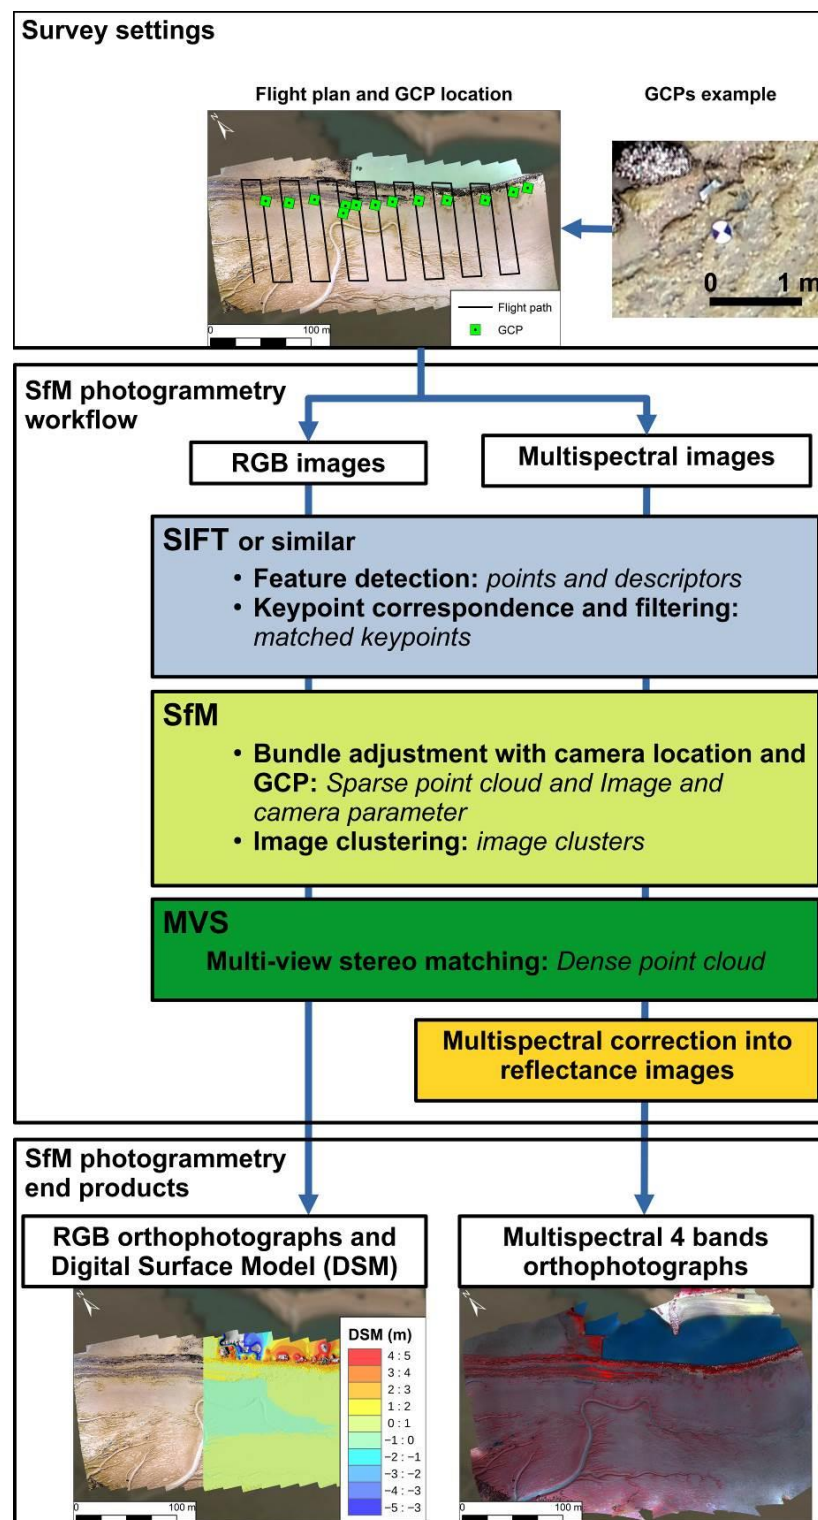 Survey settings
Flight plan and GCP location
GCPs example
N
0 1 m
Flight path
GCP
0 100 m
SfM photogrammetry
workflow
RGB images
Multispectral images
SIFT or similar
• Feature detection: points and descriptors
• Keypoint correspondence and filtering:
matched keypoints
SfM
• Bundle adjustment with camera location and
GCP: Sparse point cloud and Image and
camera parameter
• Image clustering: image clusters
MVS
Multi-view stereo matching: Dense point cloud
Multispectral correction into
reflectance images
SfM photogrammetry
end products
RGB orthophotographs and
Digital Surface Model (DSM)
Multispectral 4 bands
orthophotographs
N
DSM (m)
4 : 5
3 : 4
2 : 3
1 : 2
0 : 1
−1 : 0
−2 : −1
−3 : −2
−4 : −3
−5 : −3
0 100 m
N
0 100 m